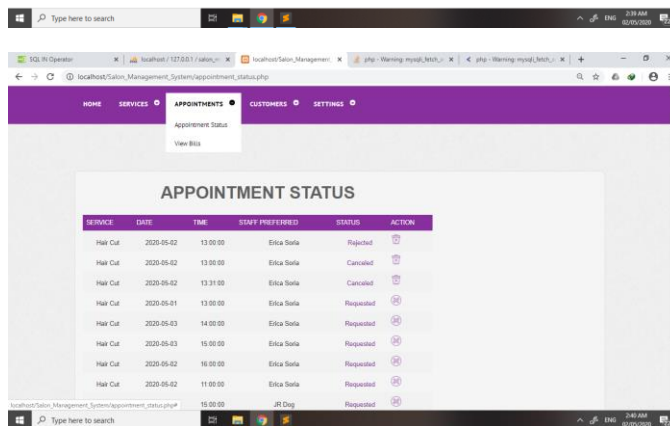 Type here to search
ENG 2:39 AM
02/05/2020
SQL IN Operator localhost / 127.0.0.1 / salon_m localhost/Salon_Management php - Warning: mysqli_fetch_ php - Warning: mysqli_fetch_
localhost/Salon_Management_System/appointment_status.php
HOME SERVICES APPOINTMENTS CUSTOMERS SETTINGS
Appointment Status
View Bills
APPOINTMENT STATUS
SERVICE DATE TIME STAFF PREFERRED STATUS ACTION
Hair Cut 2020-05-02 13:00:00 Erica Soria Rejected
Hair Cut 2020-05-02 13:00:00 Erica Soria Canceled
Hair Cut 2020-05-02 13:31:00 Erica Soria Canceled
Hair Cut 2020-05-01 13:00:00 Erica Soria Requested
Hair Cut 2020-05-03 14:00:00 Erica Soria Requested
Hair Cut 2020-05-03 15:00:00 Erica Soria Requested
Hair Cut 2020-05-02 16:00:00 Erica Soria Requested
Hair Cut 2020-05-02 11:00:00 Erica Soria Requested
localhost/Salon_Management_System/appointment_status.php# 15:00:00 JR Dog Requested
Type here to search
ENG 2:40 AM
02/05/2020